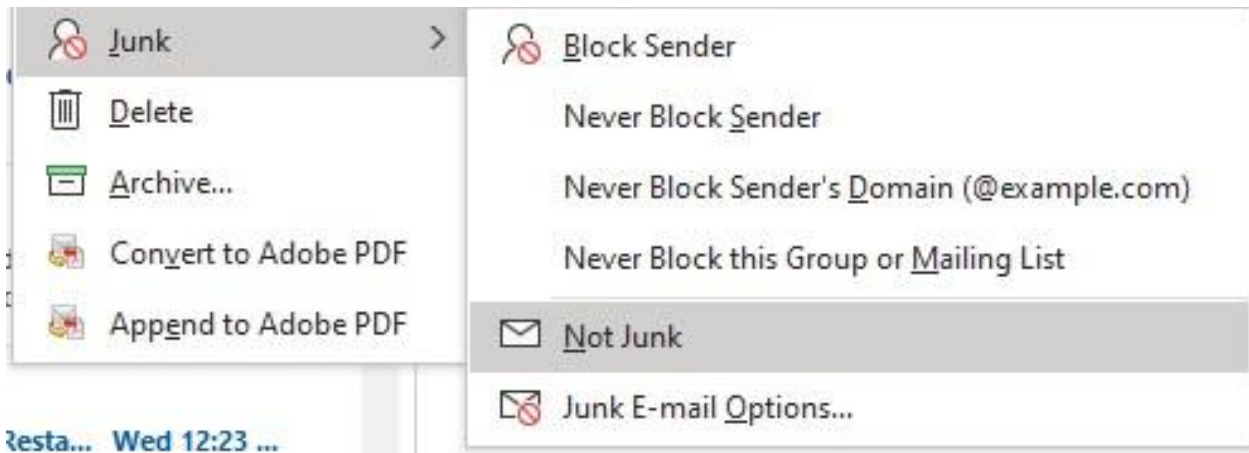 Junk
Delete
Archive...
Convert to Adobe PDF
Append to Adobe PDF
Block Sender
Never Block Sender
Never Block Sender's Domain (@example.com)
Never Block this Group or Mailing List
Not Junk
Junk E-mail Options...
Resta... Wed 12:23 ...